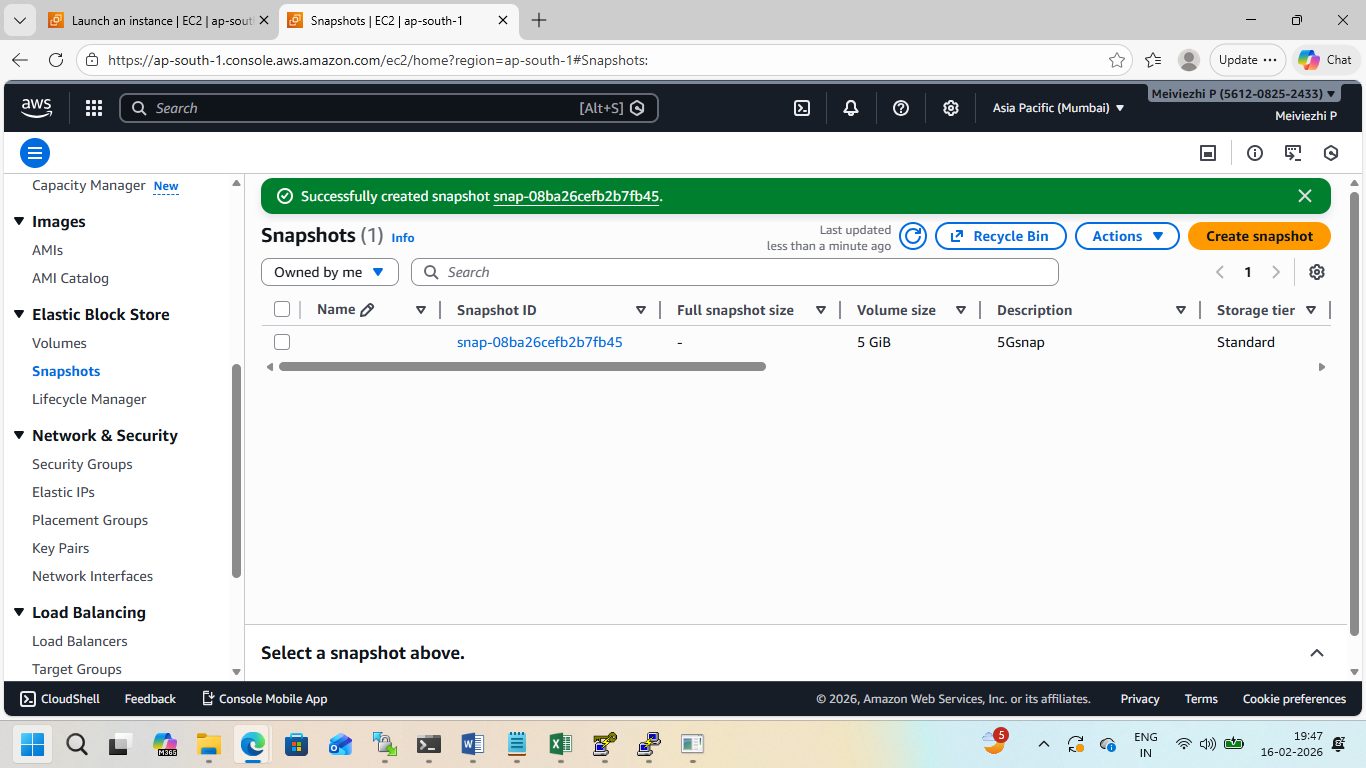 Launch an instance | EC2 | ap-sou
Snapshots | EC2 | ap-south-1
https://ap-south-1.console.aws.amazon.com/ec2/home?region=ap-south-1#Snapshots:
Update
Chat
aws
Search
[Alt+S]
Asia Pacific (Mumbai)
Meiviezhi P (5612-0825-2433)
Meiviezhi P
Capacity Manager New
Images
AMIs
AMI Catalog
Elastic Block Store
Volumes
Snapshots
Lifecycle Manager
Network & Security
Security Groups
Elastic IPs
Placement Groups
Key Pairs
Network Interfaces
Load Balancing
Load Balancers
Target Groups
Successfully created snapshot snap-08ba26cefb2b7fb45.
Snapshots (1) Info
Last updated
less than a minute ago
Recycle Bin
Actions
Create snapshot
Owned by me
Search
1
Name
Snapshot ID
Full snapshot size
Volume size
Description
Storage tier
snap-08ba26cefb2b7fb45
-
5 GiB
5Gsnap
Standard
Select a snapshot above.
CloudShell
Feedback
Console Mobile App
© 2026, Amazon Web Services, Inc. or its affiliates.
Privacy
Terms
Cookie preferences
M365
5
ENG
IN
19:47
16-02-2026